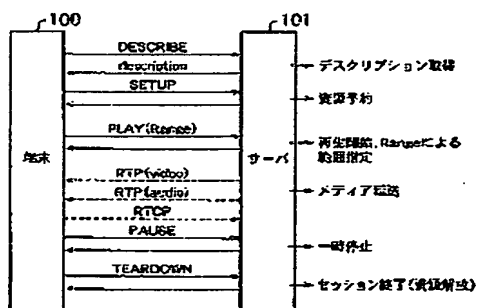 100
101
DESCRIBE
description
デスクリプション取得
SETUP
資源予約
PLAY(Range)
再生開始, Rangeによる
範囲指定
端末
サーバ
RTP(video)
RTP(audio)
メディア転送
RTCP
PAUSE
一時停止
TEARDOWN
セッション終了(資源解放)